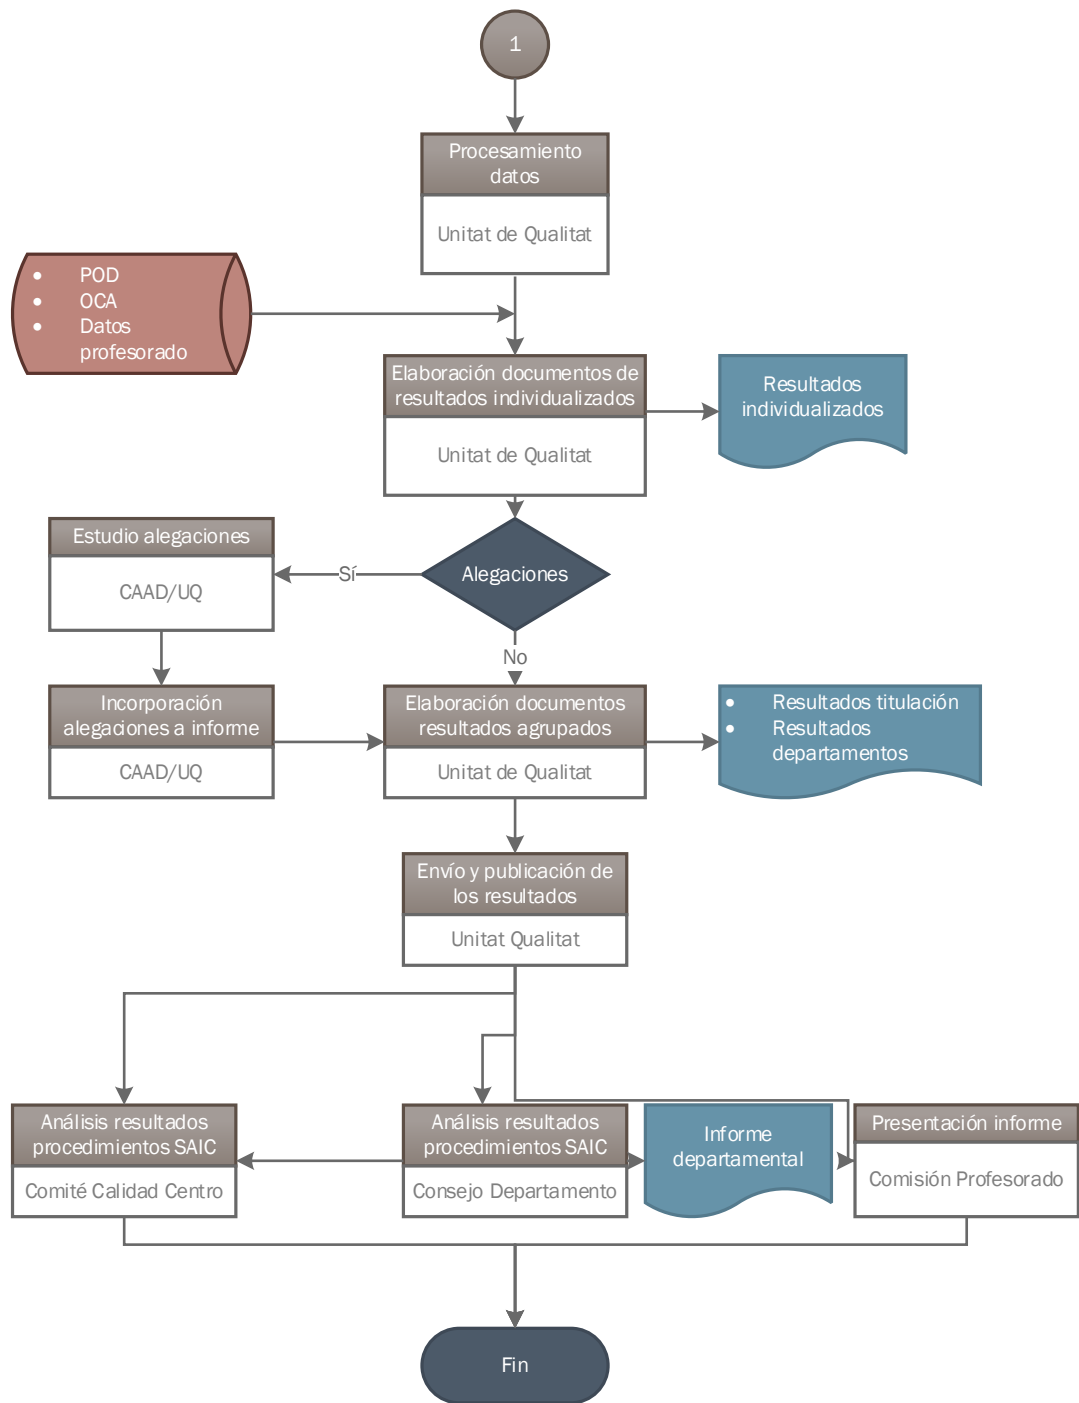 1
Procesamiento
datos
Unitat de Qualitat
• POD
• OCA
• Datos
profesorado
Elaboración documentos de
resultados individualizados
Unitat de Qualitat
Resultados
individualizados
Alegaciones
Sí
Estudio alegaciones
CAAD/UQ
No
Incorporación
alegaciones a informe
CAAD/UQ
Elaboración documentos
resultados agrupados
Unitat de Qualitat
• Resultados titulación
• Resultados
departamentos
Envío y publicación de
los resultados
Unitat Qualitat
Análisis resultados
procedimientos SAIC
Comité Calidad Centro
Análisis resultados
procedimientos SAIC
Consejo Departamento
Informe
departamental
Presentación informe
Comisión Profesorado
Fin